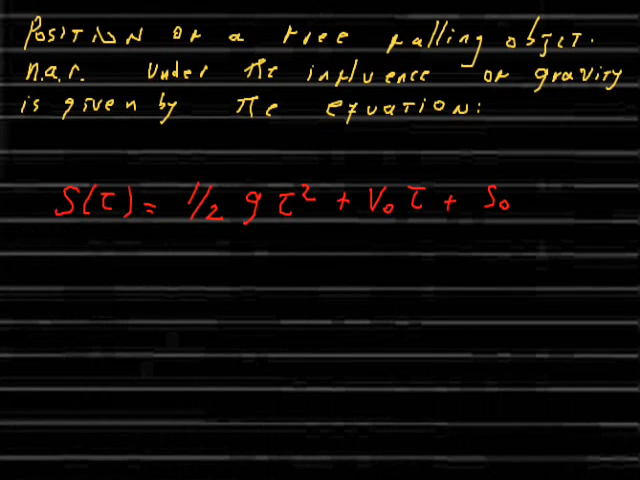 Position of a free falling object.
n.a.r. under the influence of gravity
is given by the equation:
S(t) = 1/2 g t² + V₀ t + S₀